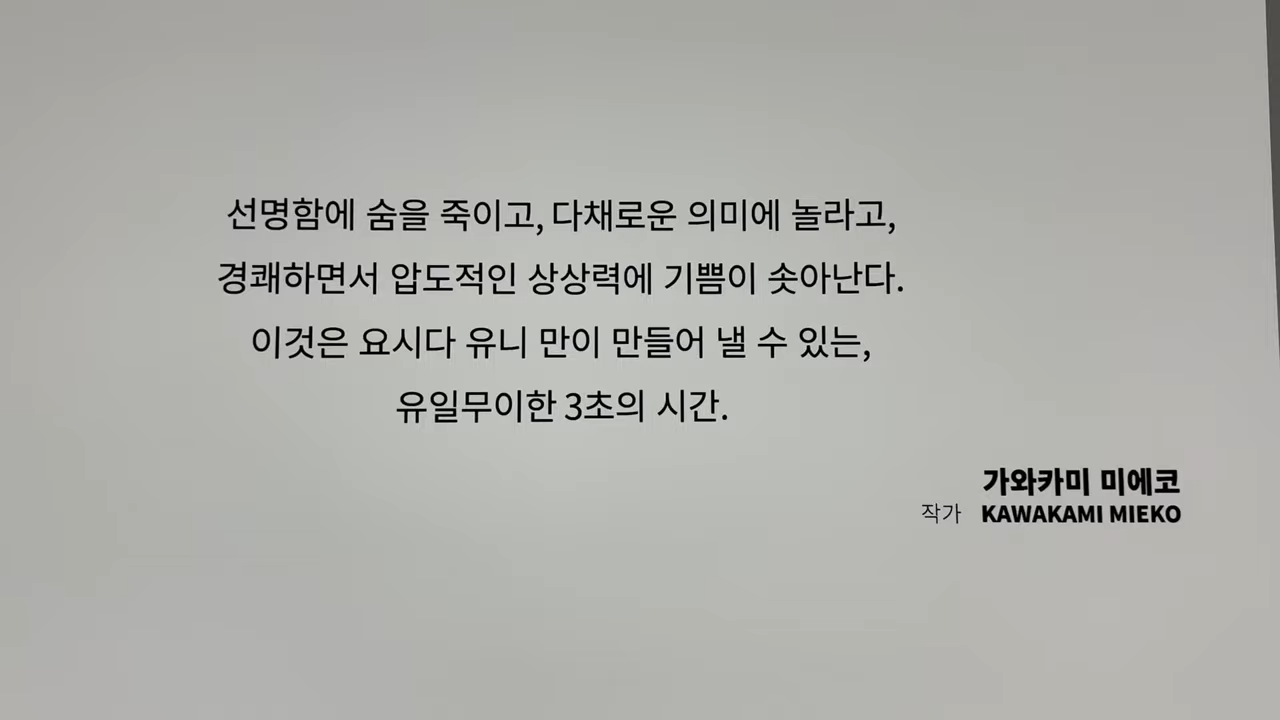 선명함에 숨을 죽이고, 다채로운 의미에 놀라고,
경쾌하면서 압도적인 상상력에 기쁨이 솟아난다.
이것은 요시다 유니 만이 만들어 낼 수 있는,
유일무이한 3초의 시간.
가와카미 미에코
작가 KAWAKAMI MIEKO